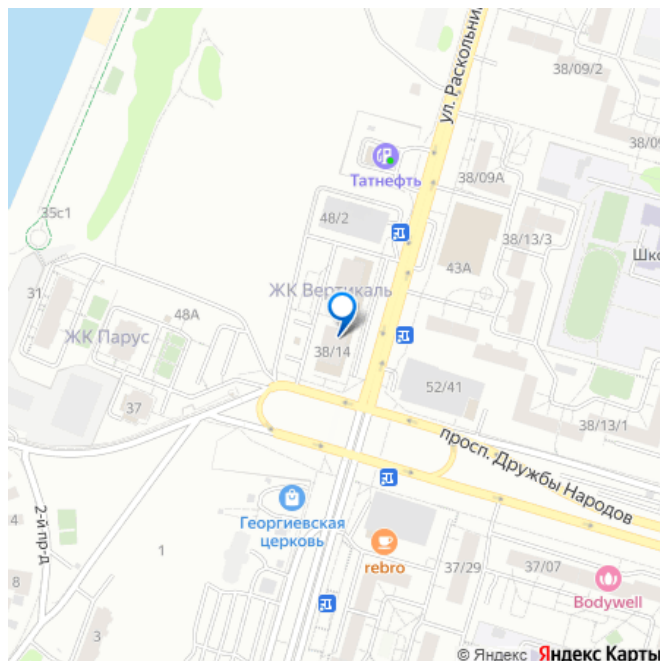 38/09/2
ул. Раскольни
38/09
Татнефть
38/09А
35с1
48/2
38/13/3
Шко
43А
31
ЖК Вертикаль
48А
ЖК Парус
38/14
52/41
37
38/13/1
просп. Дружбы Народов
2-й пр-д
4
Георгиевская
церковь
1
rebro
37/29
37/07
8
Bodywell
3
© Яндекс Яндекс Карты